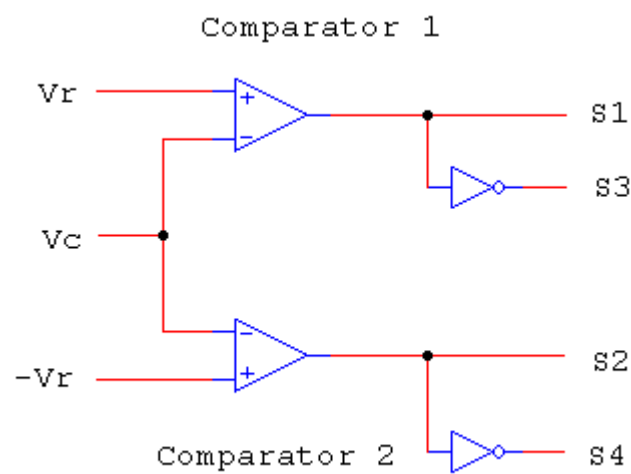 Comparator 1
Vr
+
-
S1
S3
Vc
-
+
-Vr
S2
S4
Comparator 2